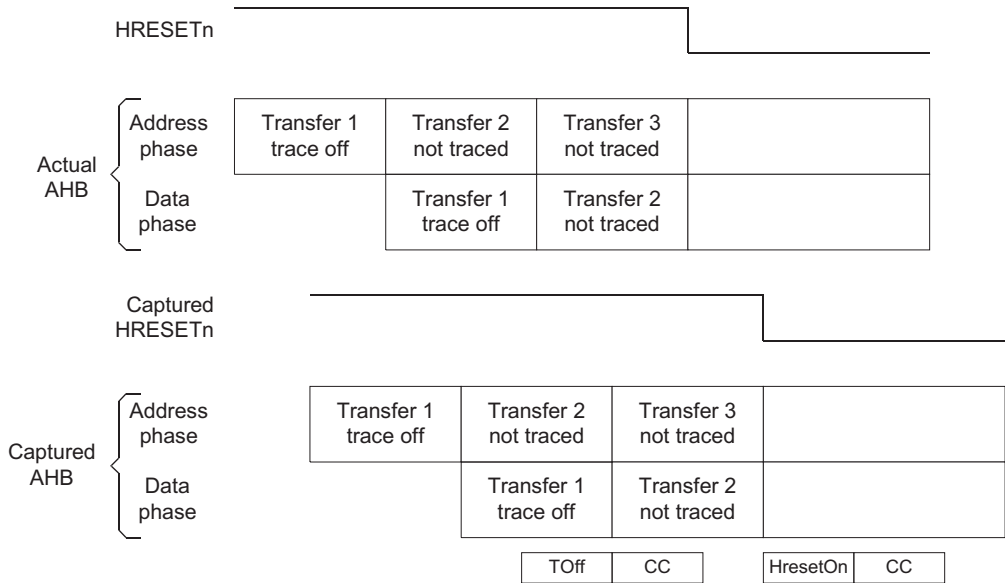 HRESETn
Actual
AHB
Address
phase
Transfer 1
trace off
Transfer 2
not traced
Transfer 3
not traced
Data
phase
Transfer 1
trace off
Transfer 2
not traced
Captured
HRESETn
Captured
AHB
Address
phase
Transfer 1
trace off
Transfer 2
not traced
Transfer 3
not traced
Data
phase
Transfer 1
trace off
Transfer 2
not traced
TOff
CC
HresetOn
CC